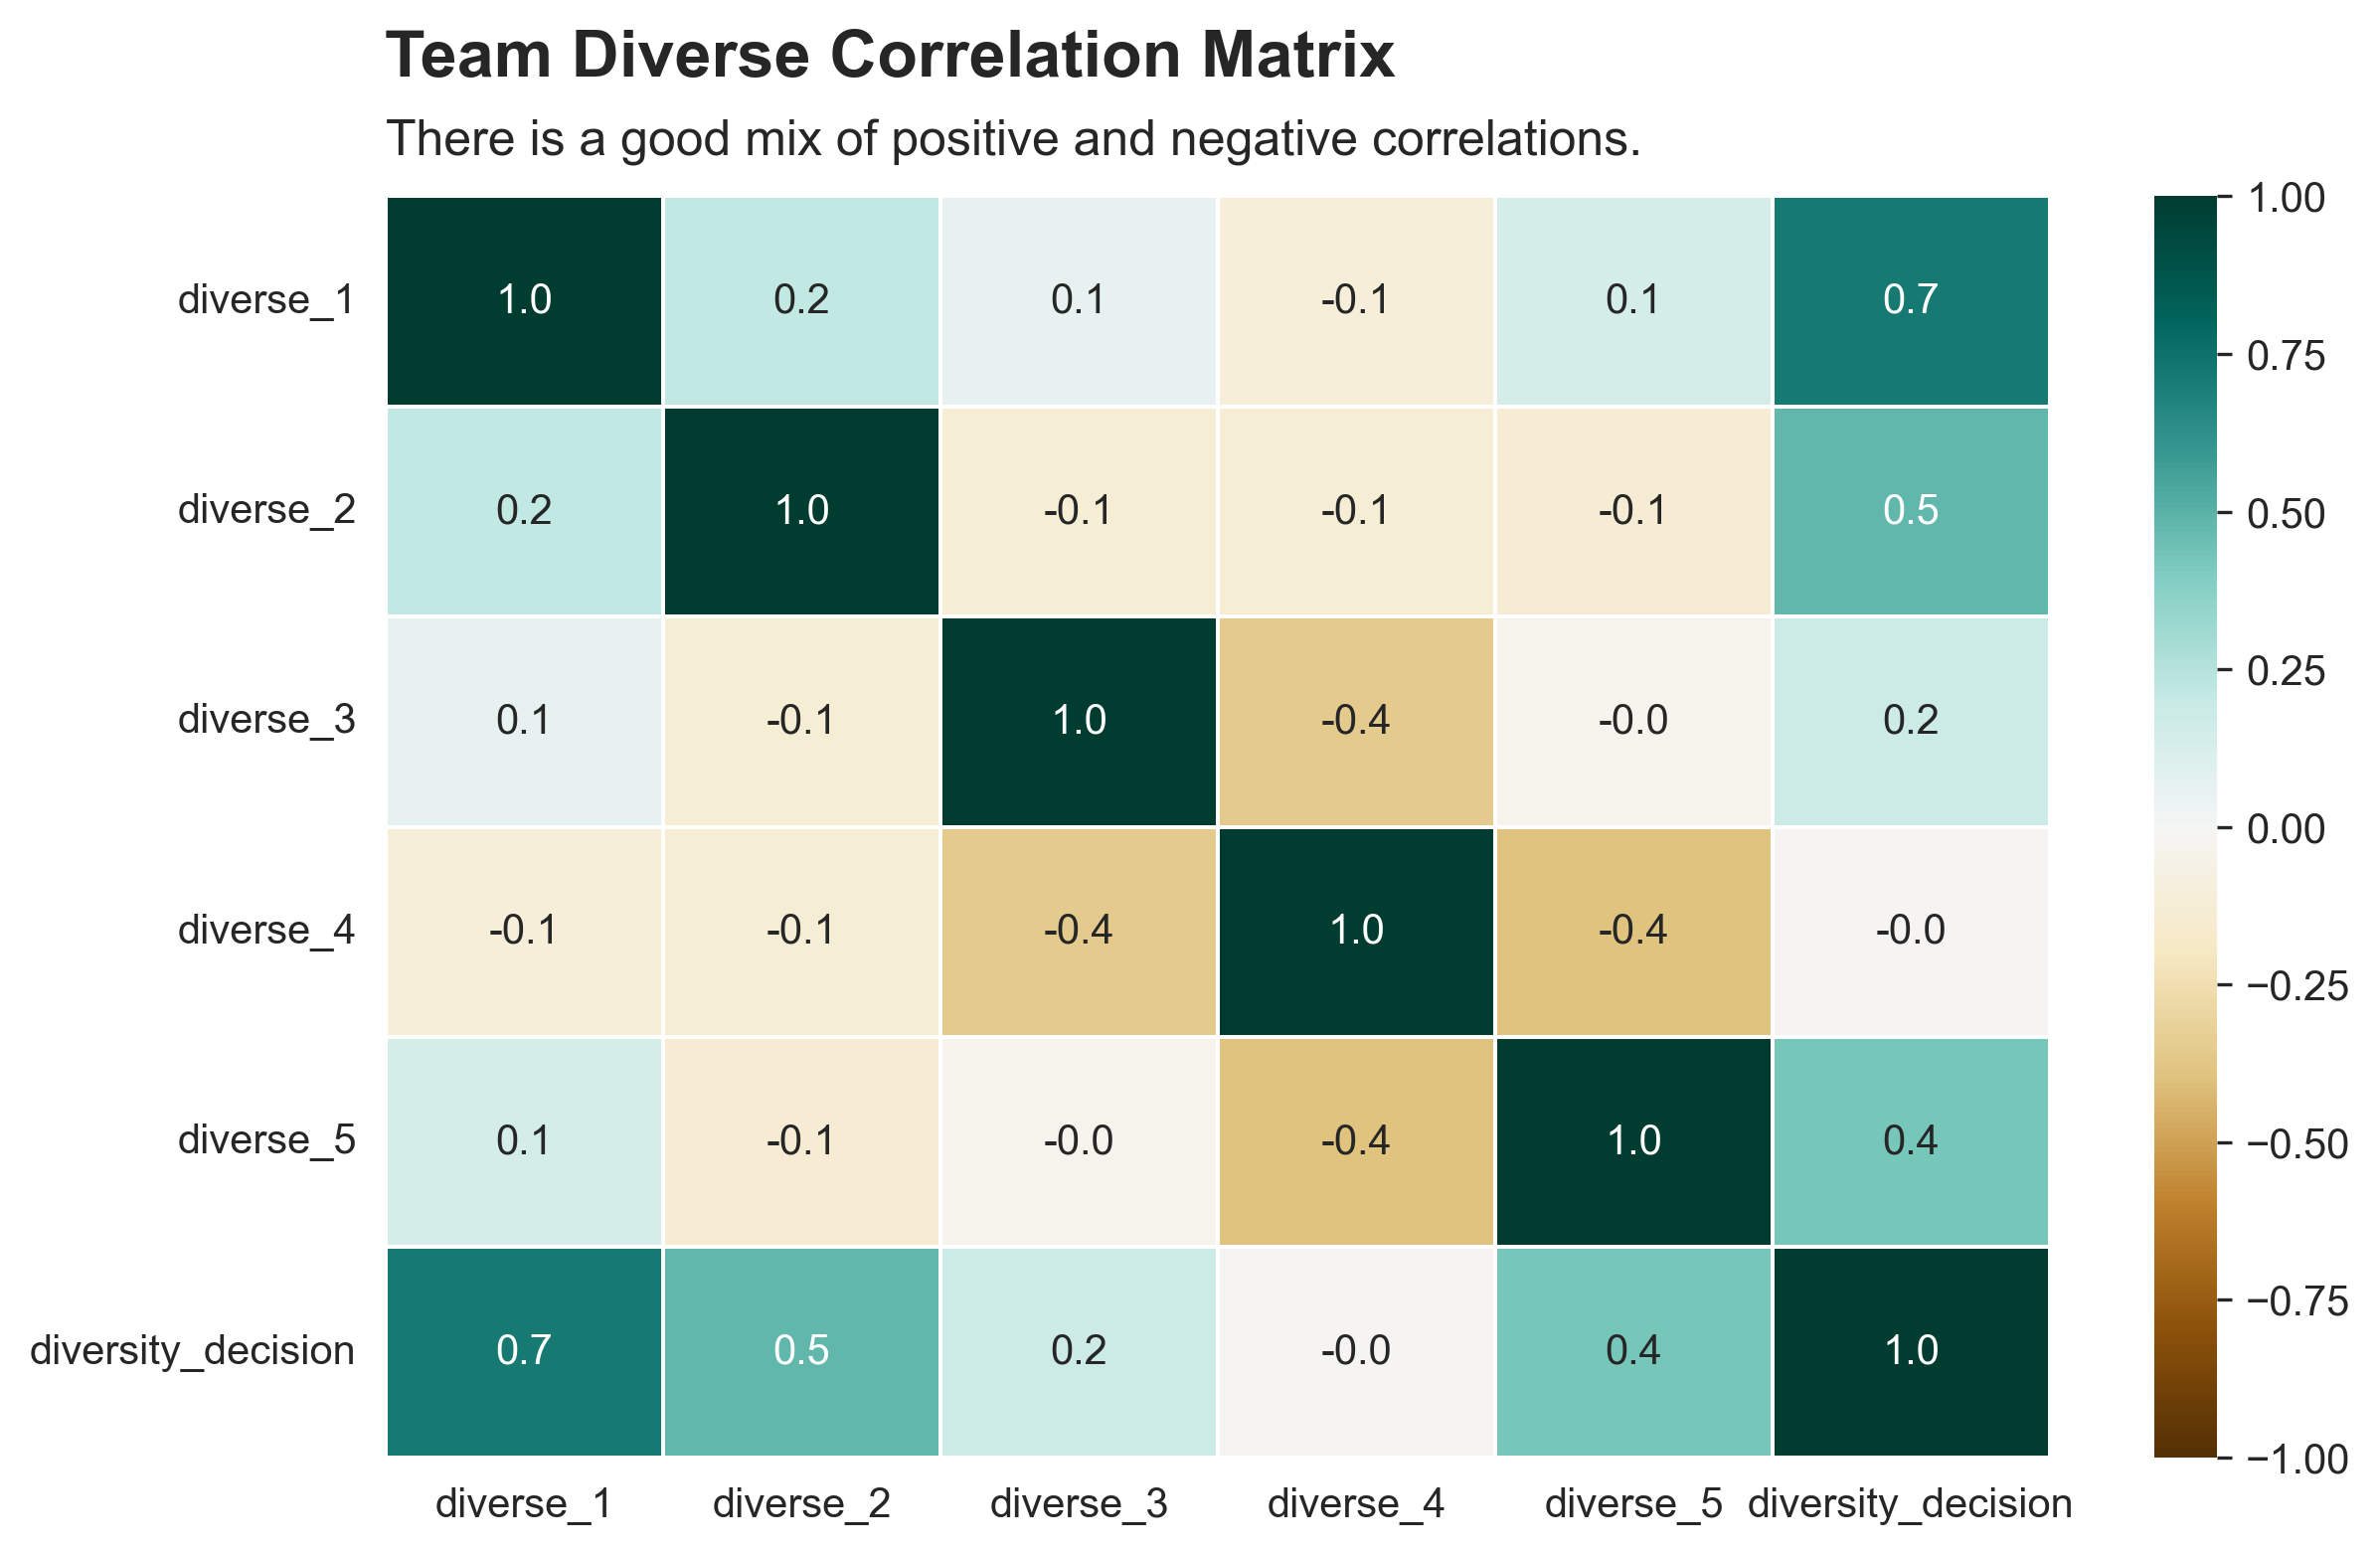 Team Diverse Correlation Matrix
There is a good mix of positive and negative correlations.
diverse_1 1.0 0.2 0.1 -0.1 0.1 0.7
diverse_2 0.2 1.0 -0.1 -0.1 -0.1 0.5
diverse_3 0.1 -0.1 1.0 -0.4 -0.0 0.2
diverse_4 -0.1 -0.1 -0.4 1.0 -0.4 -0.0
diverse_5 0.1 -0.1 -0.0 -0.4 1.0 0.4
diversity_decision 0.7 0.5 0.2 -0.0 0.4 1.0
diverse_1 diverse_2 diverse_3 diverse_4 diverse_5 diversity_decision
1.00
0.75
0.50
0.25
0.00
−0.25
−0.50
−0.75
−1.00